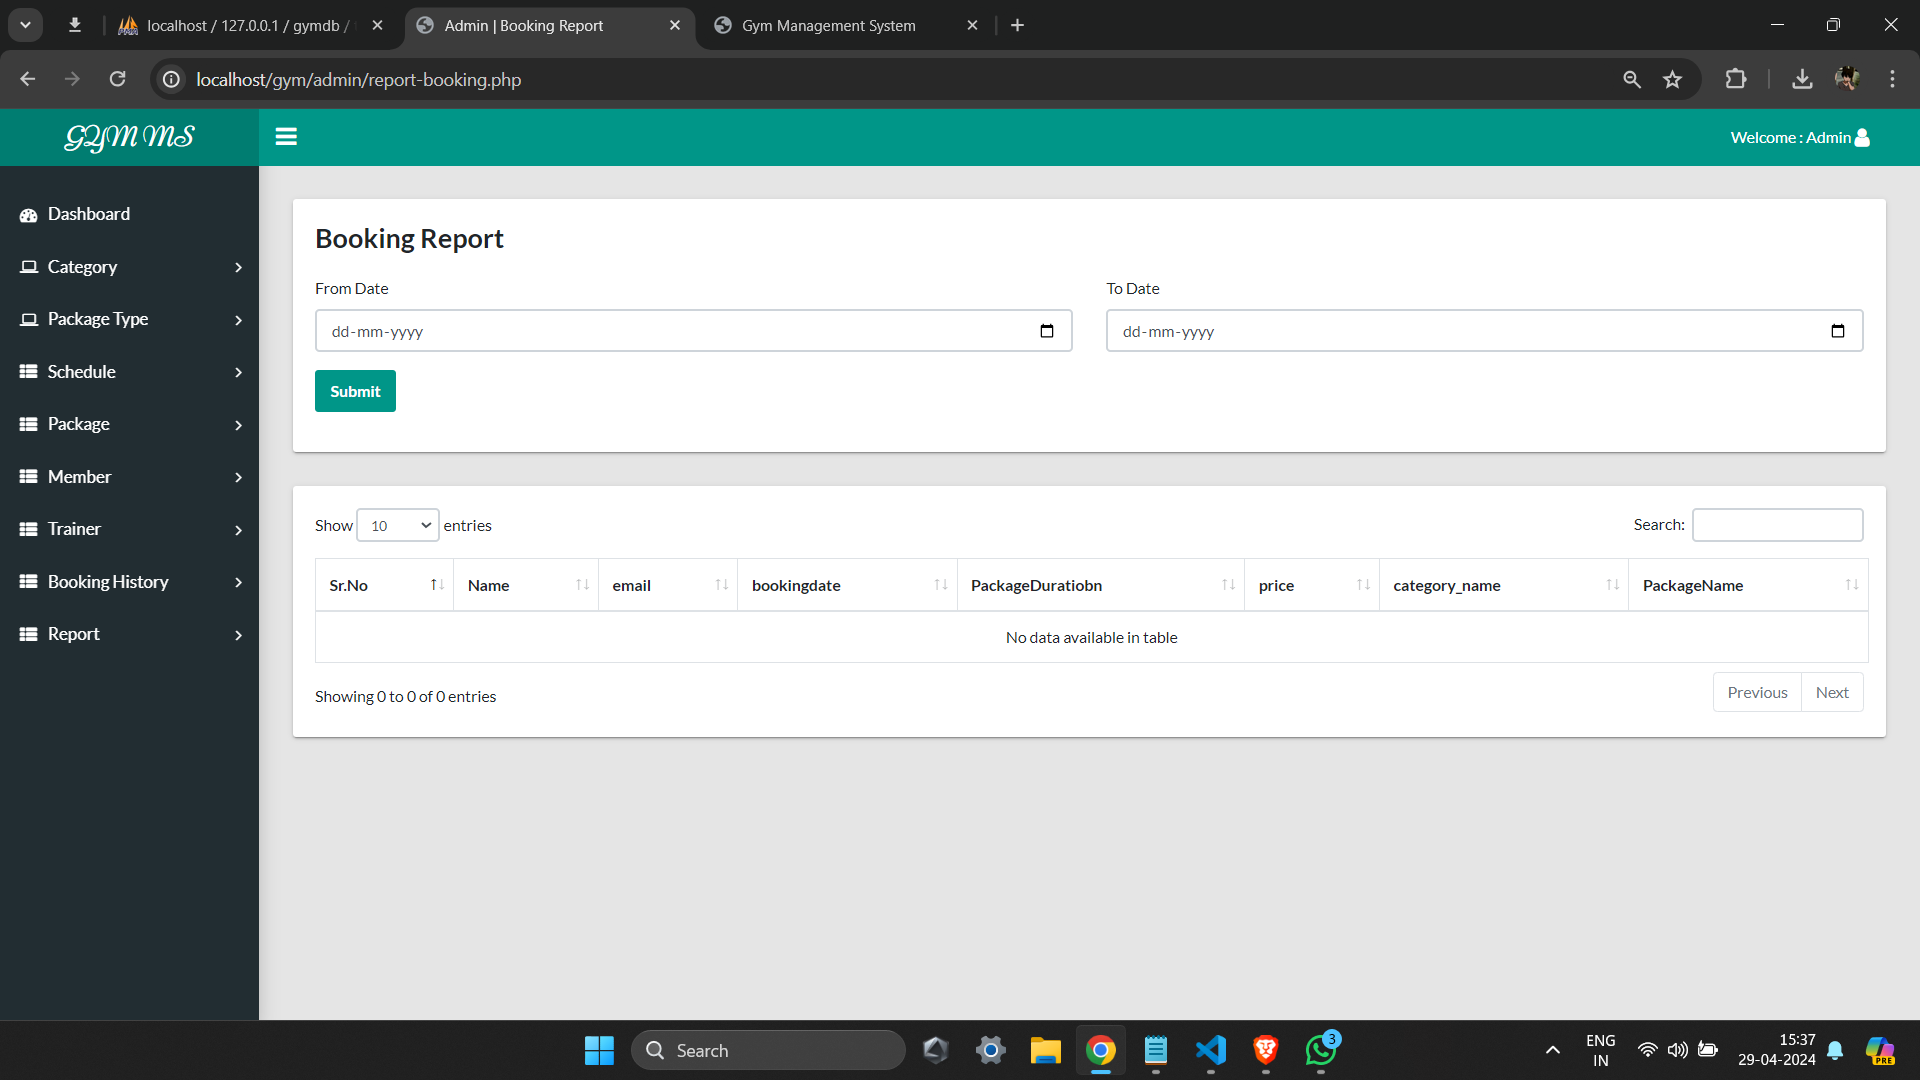 localhost / 127.0.0.1 / gymdb /
Admin | Booking Report
Gym Management System
localhost/gym/admin/report-booking.php
GYM MS
Welcome : Admin
Dashboard
Category
Package Type
Schedule
Package
Member
Trainer
Booking History
Report
Booking Report
From Date
To Date
dd-mm-yyyy
dd-mm-yyyy
Submit
Show 10 entries
Search:
Sr.No Name email bookingdate PackageDuratiobn price category_name PackageName
No data available in table
Showing 0 to 0 of 0 entries
Previous Next
Search
3
ENG
IN
15:37
29-04-2024
PRE